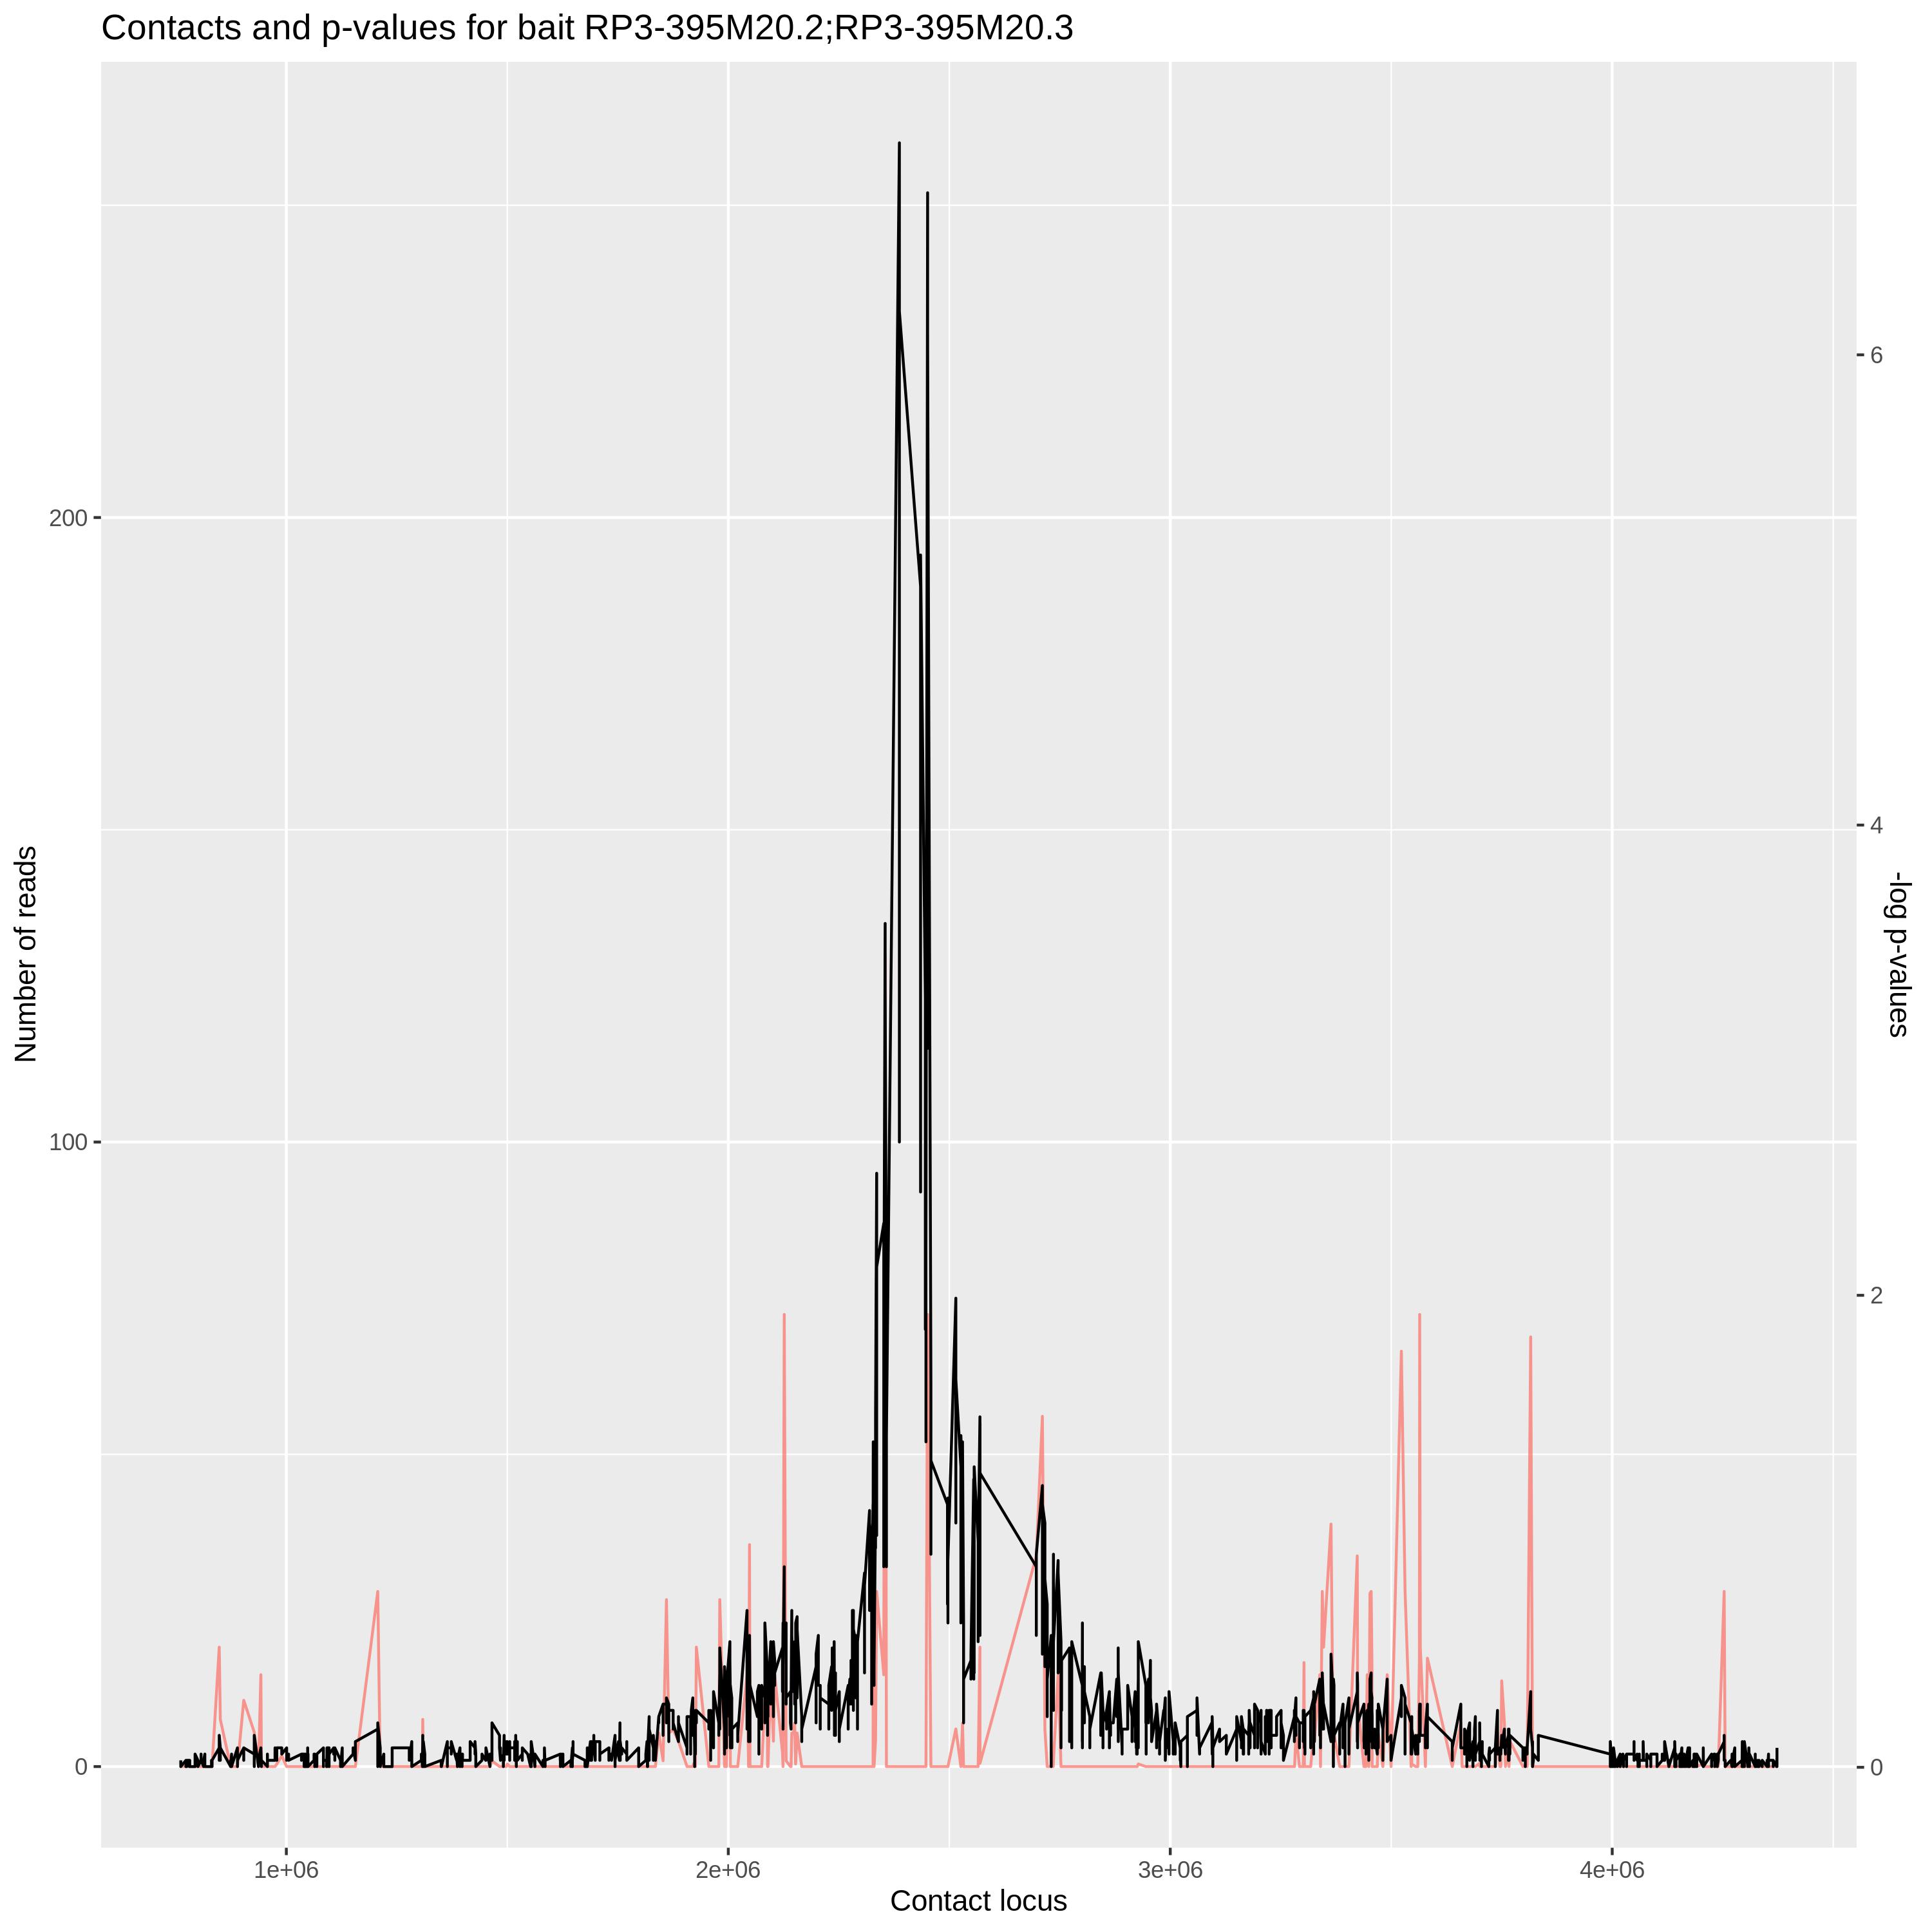 Contacts and p-values for bait RP3-395M20.2;RP3-395M20.3
200
100
0
Number of reads
6
4
2
0
-log p-values
1e+06
2e+06
3e+06
4e+06
Contact locus